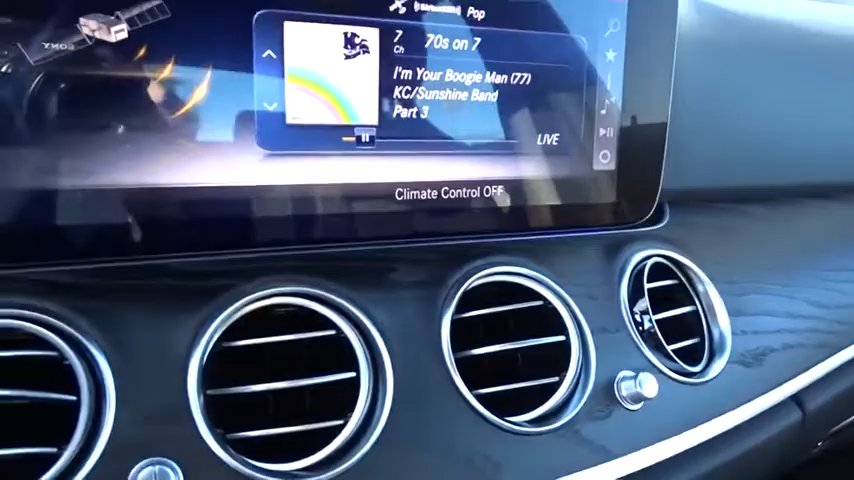 Pop
7
Ch
70s on 7
I'm Your Boogie Man (77)
KC/Sunshine Band
Part 3
LIVE
Climate Control OFF